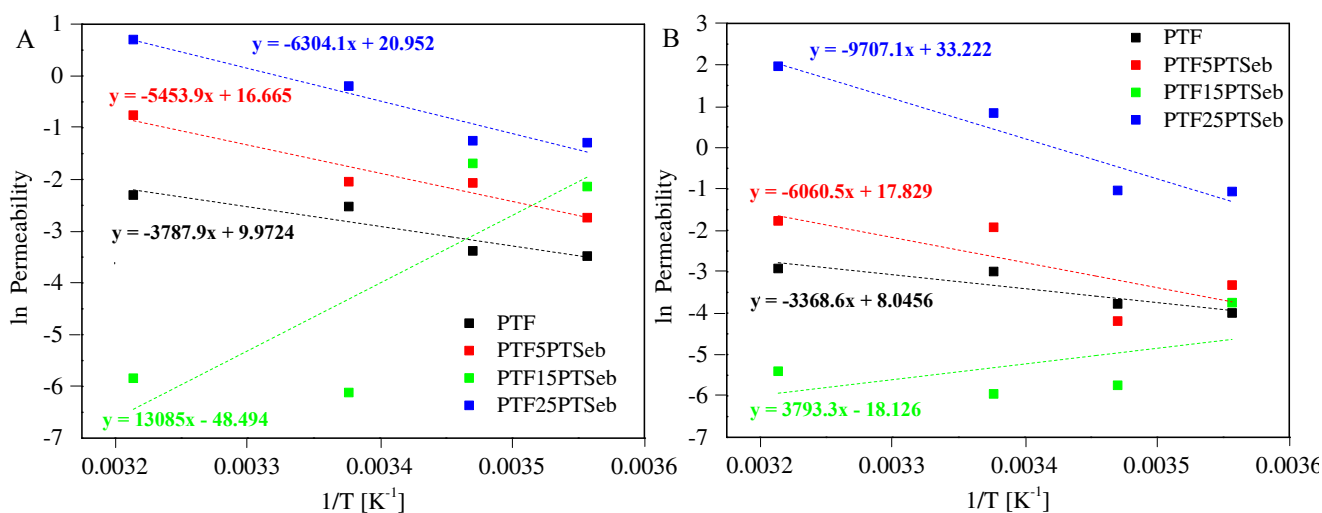 A
y = -6304.1x + 20.952
y = -5453.9x + 16.665
y = -3787.9x + 9.9724
y = 13085x - 48.494
PTF
PTF5PTSeb
PTF15PTSeb
PTF25PTSeb
1
0
-1
-2
-3
-4
-5
-6
-7
ln Permeability
0.0032 0.0033 0.0034 0.0035 0.0036
1/T [K⁻¹]
B
PTF
PTF5PTSeb
PTF15PTSeb
PTF25PTSeb
y = -9707.1x + 33.222
y = -6060.5x + 17.829
y = -3368.6x + 8.0456
y = 3793.3x - 18.126
3
2
1
0
-1
-2
-3
-4
-5
-6
-7
ln Permeability
0.0032 0.0033 0.0034 0.0035 0.0036
1/T [K⁻¹]